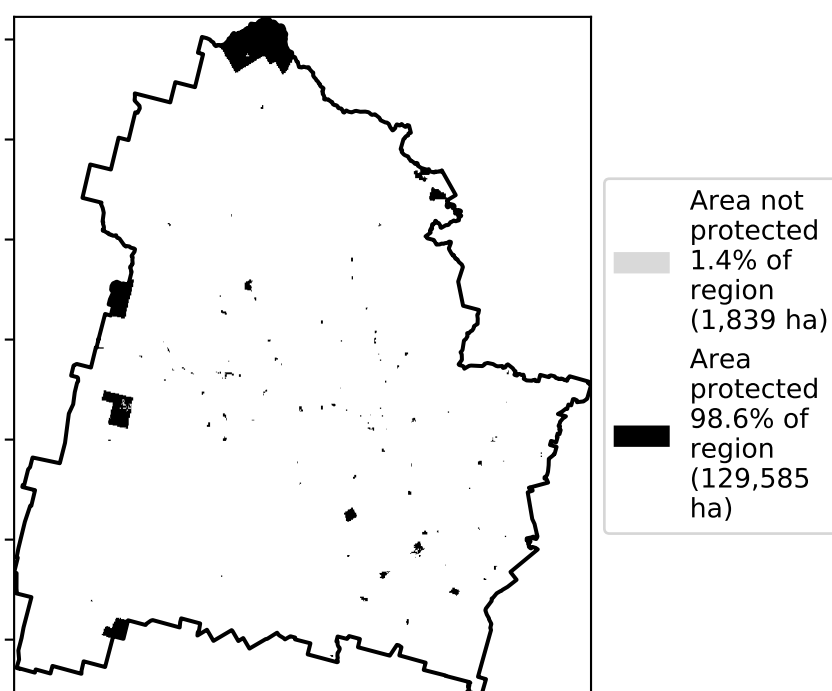 Area not
protected
1.4% of
region
(1,839 ha)
Area
protected
98.6% of
region
(129,585
ha)